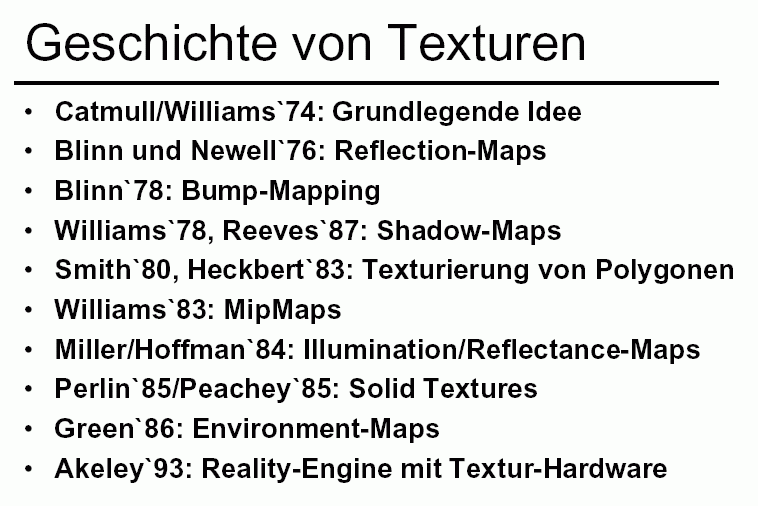 Geschichte von Texturen
• Catmull/Williams`74: Grundlegende Idee
• Blinn und Newell`76: Reflection-Maps
• Blinn`78: Bump-Mapping
• Williams`78, Reeves`87: Shadow-Maps
• Smith`80, Heckbert`83: Texturierung von Polygonen
• Williams`83: MipMaps
• Miller/Hoffman`84: Illumination/Reflectance-Maps
• Perlin`85/Peachey`85: Solid Textures
• Green`86: Environment-Maps
• Akeley`93: Reality-Engine mit Textur-Hardware